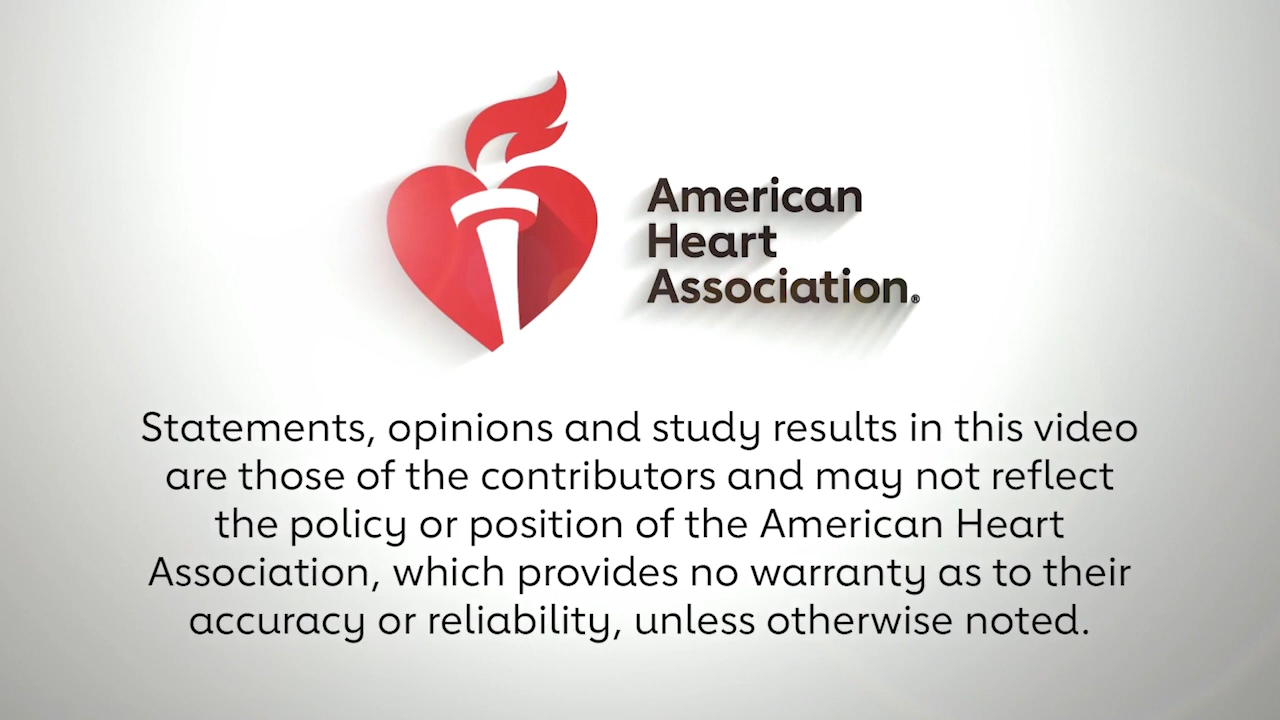 American
Heart
Association®
Statements, opinions and study results in this video
are those of the contributors and may not reflect
the policy or position of the American Heart
Association, which provides no warranty as to their
accuracy or reliability, unless otherwise noted.